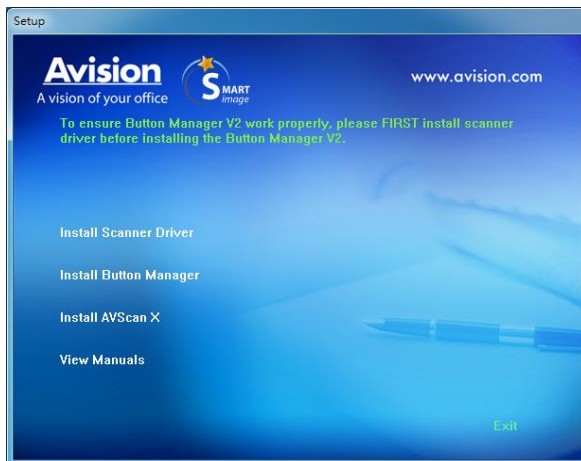 Setup
Avision
A vision of your office
SMART
Image
www.avision.com
To ensure Button Manager V2 work properly, please FIRST install scanner
driver before installing the Button Manager V2.
Install Scanner Driver
Install Button Manager
Install AVScan X
View Manuals
Exit